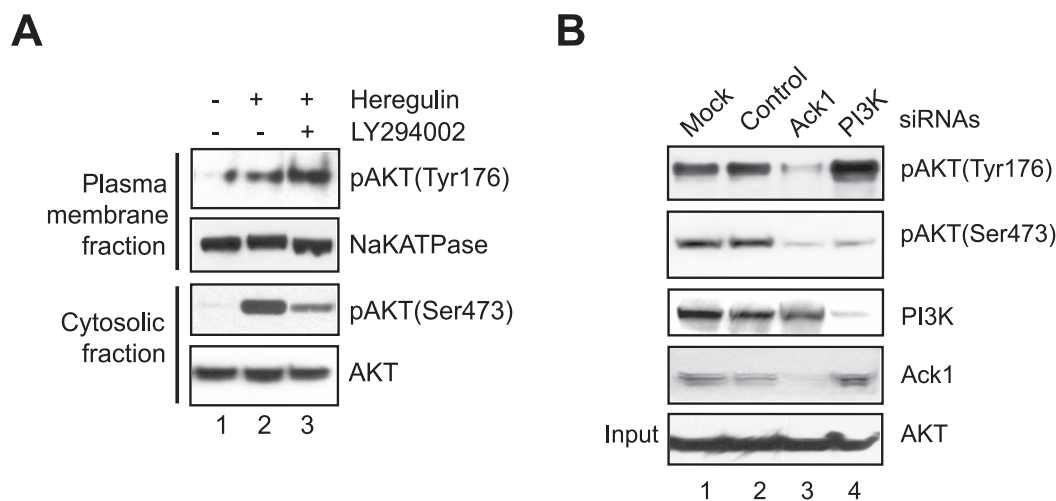 A
- + + Heregulin
- - + LY294002
Plasma
membrane
fraction
pAKT(Tyr176)
NaKATPase
Cytosolic
fraction
pAKT(Ser473)
AKT
1 2 3
B
Mock Control Ack1 PI3K siRNAs
pAKT(Tyr176)
pAKT(Ser473)
PI3K
Ack1
Input AKT
1 2 3 4